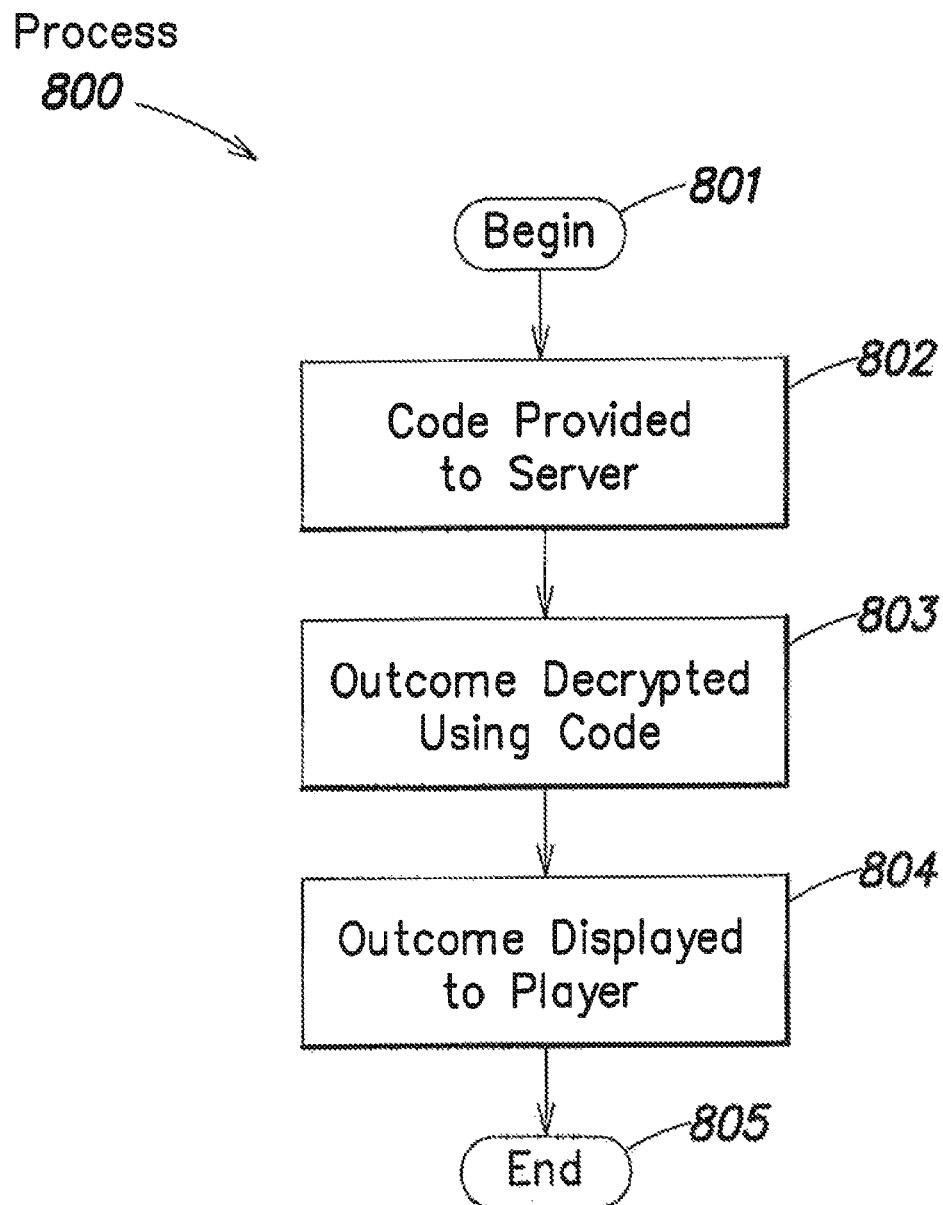 Process
800
801
Begin
802
Code Provided
to Server
803
Outcome Decrypted
Using Code
804
Outcome Displayed
to Player
805
End